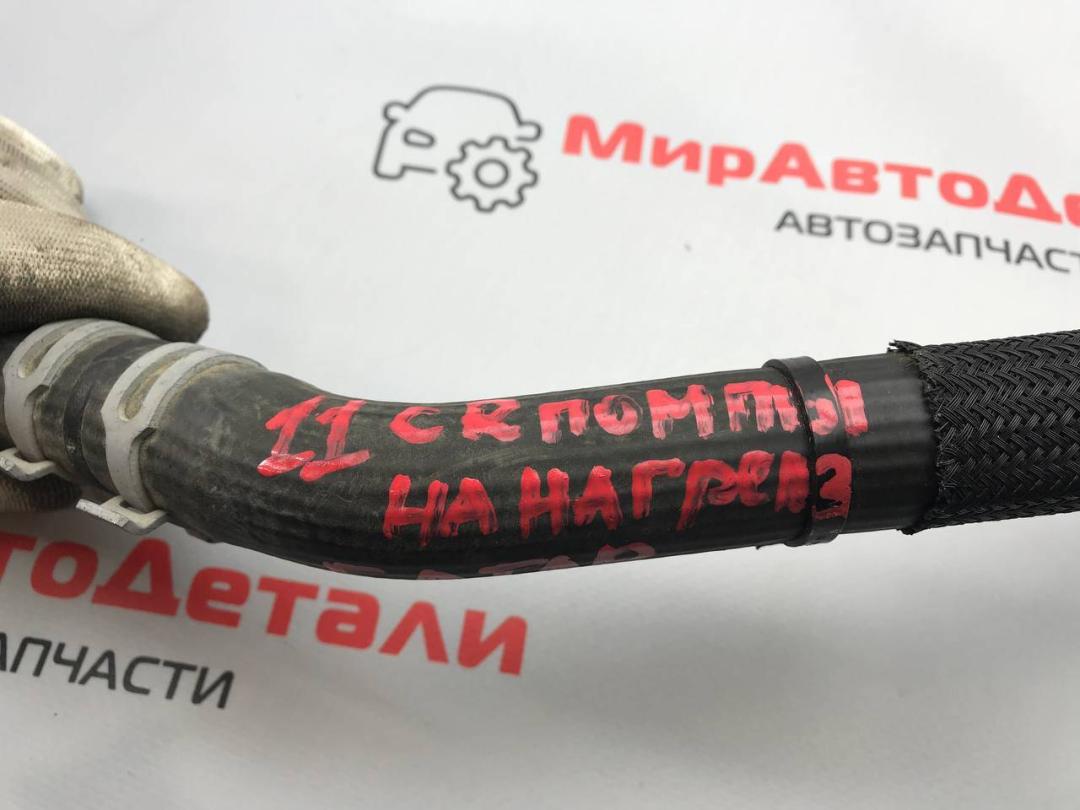 МирАвтоДе
АВТОЗАПЧАСТ
11 С R ПОМПЫ
НА НАГРЕВ
тоДетали
АПЧАСТИ